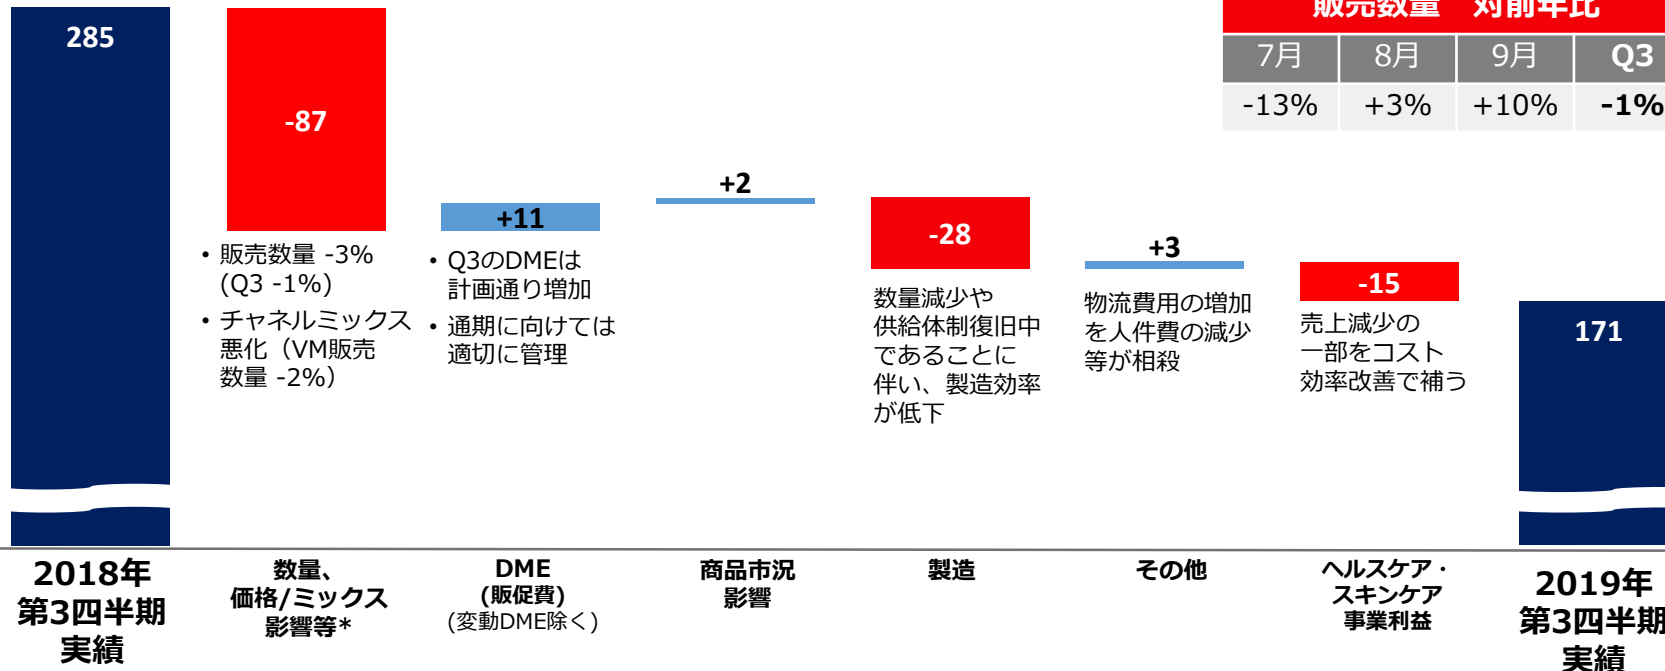 販売数量 対前年比
7月 8月 9月 Q3
-13% +3% +10% -1%
285
-87
・販売数量 -3%
(Q3 -1%)
・チャネルミックス
悪化（VM販売
数量 -2%）
+11
・Q3のDMEは
計画通り増加
・通期に向けては
適切に管理
+2
-28
数量減少や
供給体制復旧中
であることに
伴い、製造効率
が低下
+3
物流費用の増加
を人件費の減少
等が相殺
-15
売上減少の
一部をコスト
効率改善で補う
171
2018年
第3四半期
実績
数量、
価格/ミックス
影響等*
DME
(販促費)
(変動DME除く)
商品市況
影響
製造
その他
ヘルスケア・
スキンケア
事業利益
2019年
第3四半期
実績